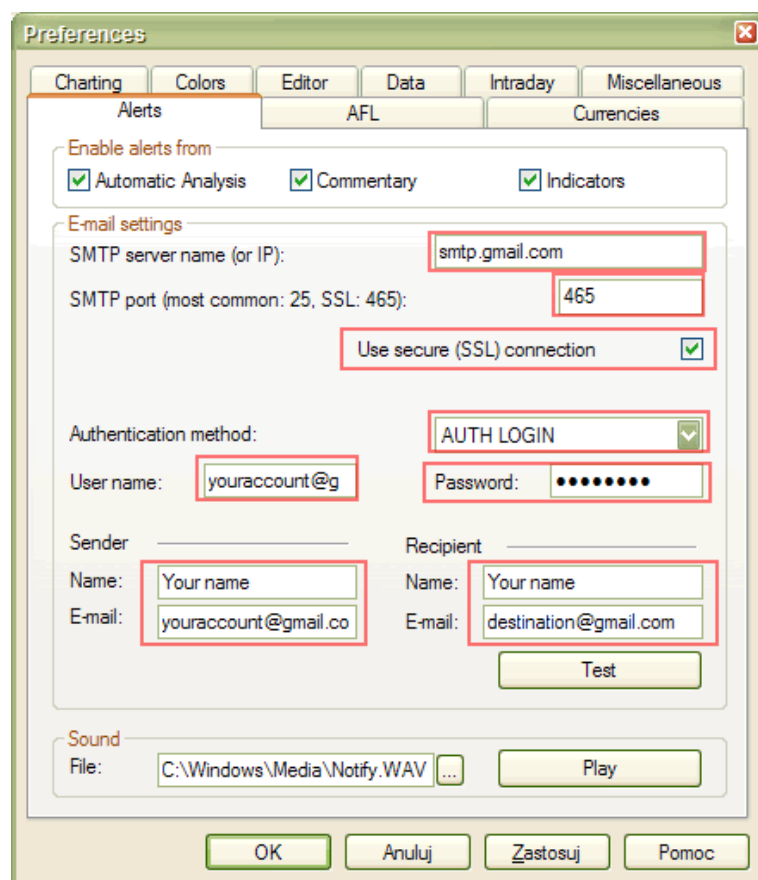 Preferences
Charting Colors Editor Data Intraday Miscellaneous
Alerts AFL Currencies
Enable alerts from
Automatic Analysis Commentary Indicators
E-mail settings
SMTP server name (or IP): smtp.gmail.com
SMTP port (most common: 25, SSL: 465): 465
Use secure (SSL) connection
Authentication method: AUTH LOGIN
User name: youraccount@g Password: ••••••••
Sender Recipient
Name: Your name Name: Your name
E-mail: youraccount@gmail.co E-mail: destination@gmail.com
Test
Sound
File: C:\Windows\Media\Notify.WAV ... Play
OK Anuluj Zastosuj Pomoc